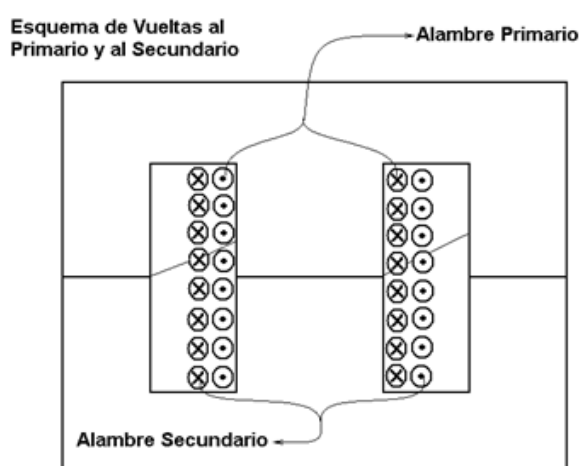 Esquema de Vueltas al
Primario y al Secundario
Alambre Primario
Alambre Secundario